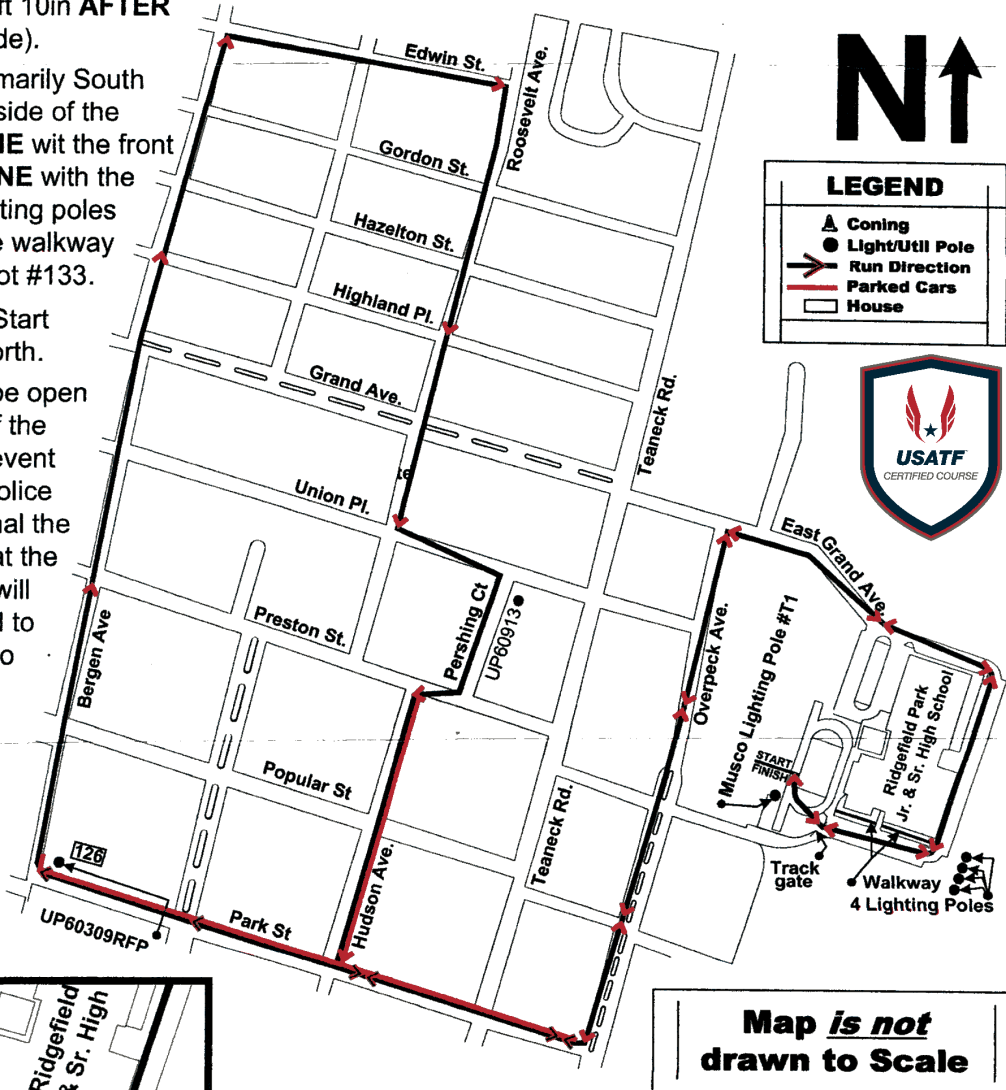 ft 10in AFTER
de).
marily South
side of the
NE wit the front
NE with the
ting poles
e walkway
ot #133.
Start
orth.
be open
f the
event
olice
nal the
at the
will
d to
o
Edwin St.
Roosevelt Ave.
Gordon St.
Hazelton St.
Highland Pl.
Grand Ave.
Teaneck Rd.
Union Pl.
Preston St.
Pershing Ct
UP60913
Bergen Ave
Popular St
Hudson Ave.
Teaneck Rd.
126
UP60309RFP
Park St
East Grand Ave.
Overpeck Ave.
Musco Lighting Pole #T1
START
FINISH
Ridgefield Park
Jr. & Sr. High School
Track
gate
Walkway
4 Lighting Poles
N
LEGEND
Coning
Light/Util Pole
Run Direction
Parked Cars
House
USATF
CERTIFIED COURSE
Ridgefield
& Sr. High
Map is not
drawn to Scale